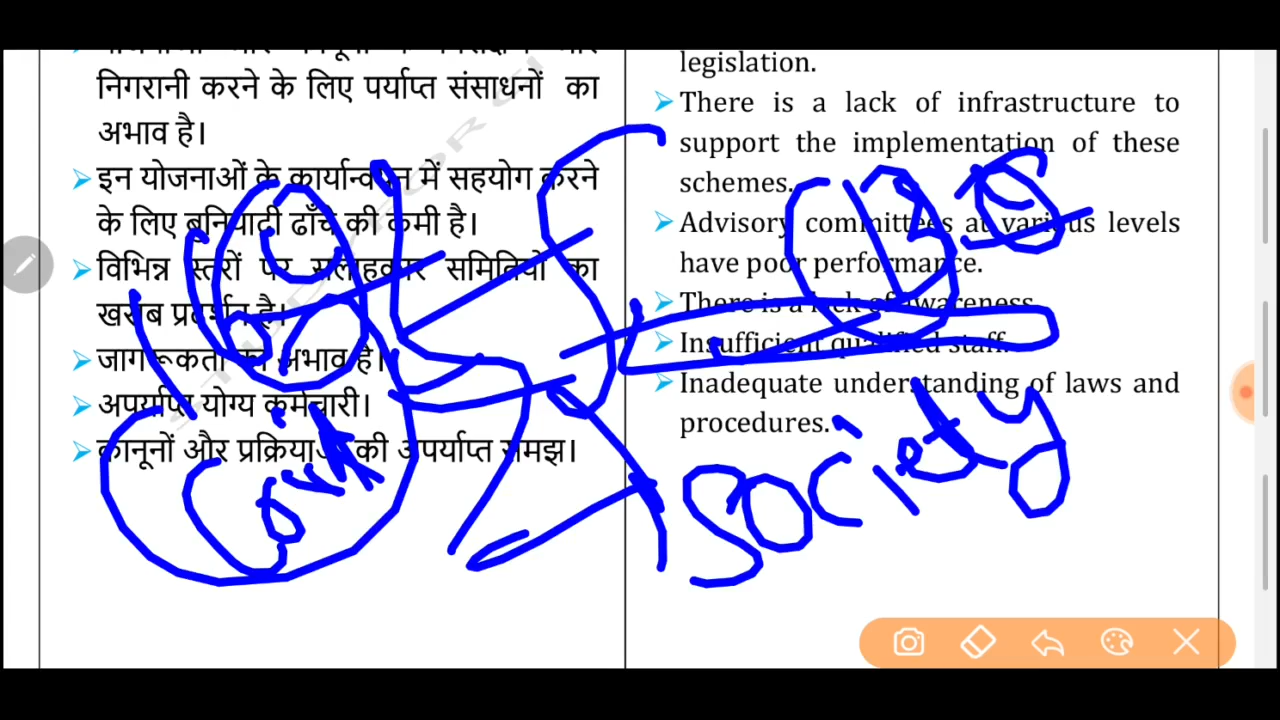 निगरानी करने के लिए पर्याप्त संसाधनों का
अभाव है।
➤ इन योजनाओं के कार्यान्वयन में सहयोग करने
के लिए बुनियादी ढाँचे की कमी है।
➤ विभिन्न स्तरों पर सलाहकार समितियों का
खराब प्रदर्शन है।
➤ जागरूकता का अभाव है।
➤ अपर्याप्त योग्य कर्मचारी।
➤ कानूनों और प्रक्रियाओं की अपर्याप्त समझ।
legislation.
➤ There is a lack of infrastructure to
support the implementation of these
schemes.
➤ Advisory committees at various levels
have poor performance.
➤ There is a lack of awareness.
➤ Insufficient qualified staff.
➤ Inadequate understanding of laws and
procedures.
society